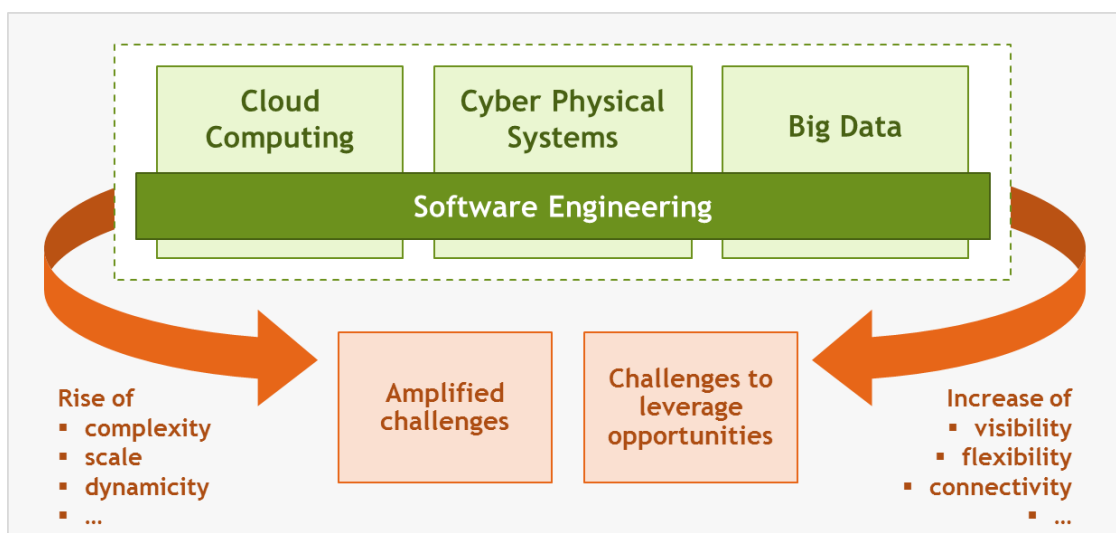 Cloud
Computing
Cyber Physical
Systems
Big Data
Software Engineering
Amplified
challenges
Challenges to
leverage
opportunities
Rise of
▪ complexity
▪ scale
▪ dynamicity
▪ ...
Increase of
▪ visibility
▪ flexibility
▪ connectivity
▪ ...